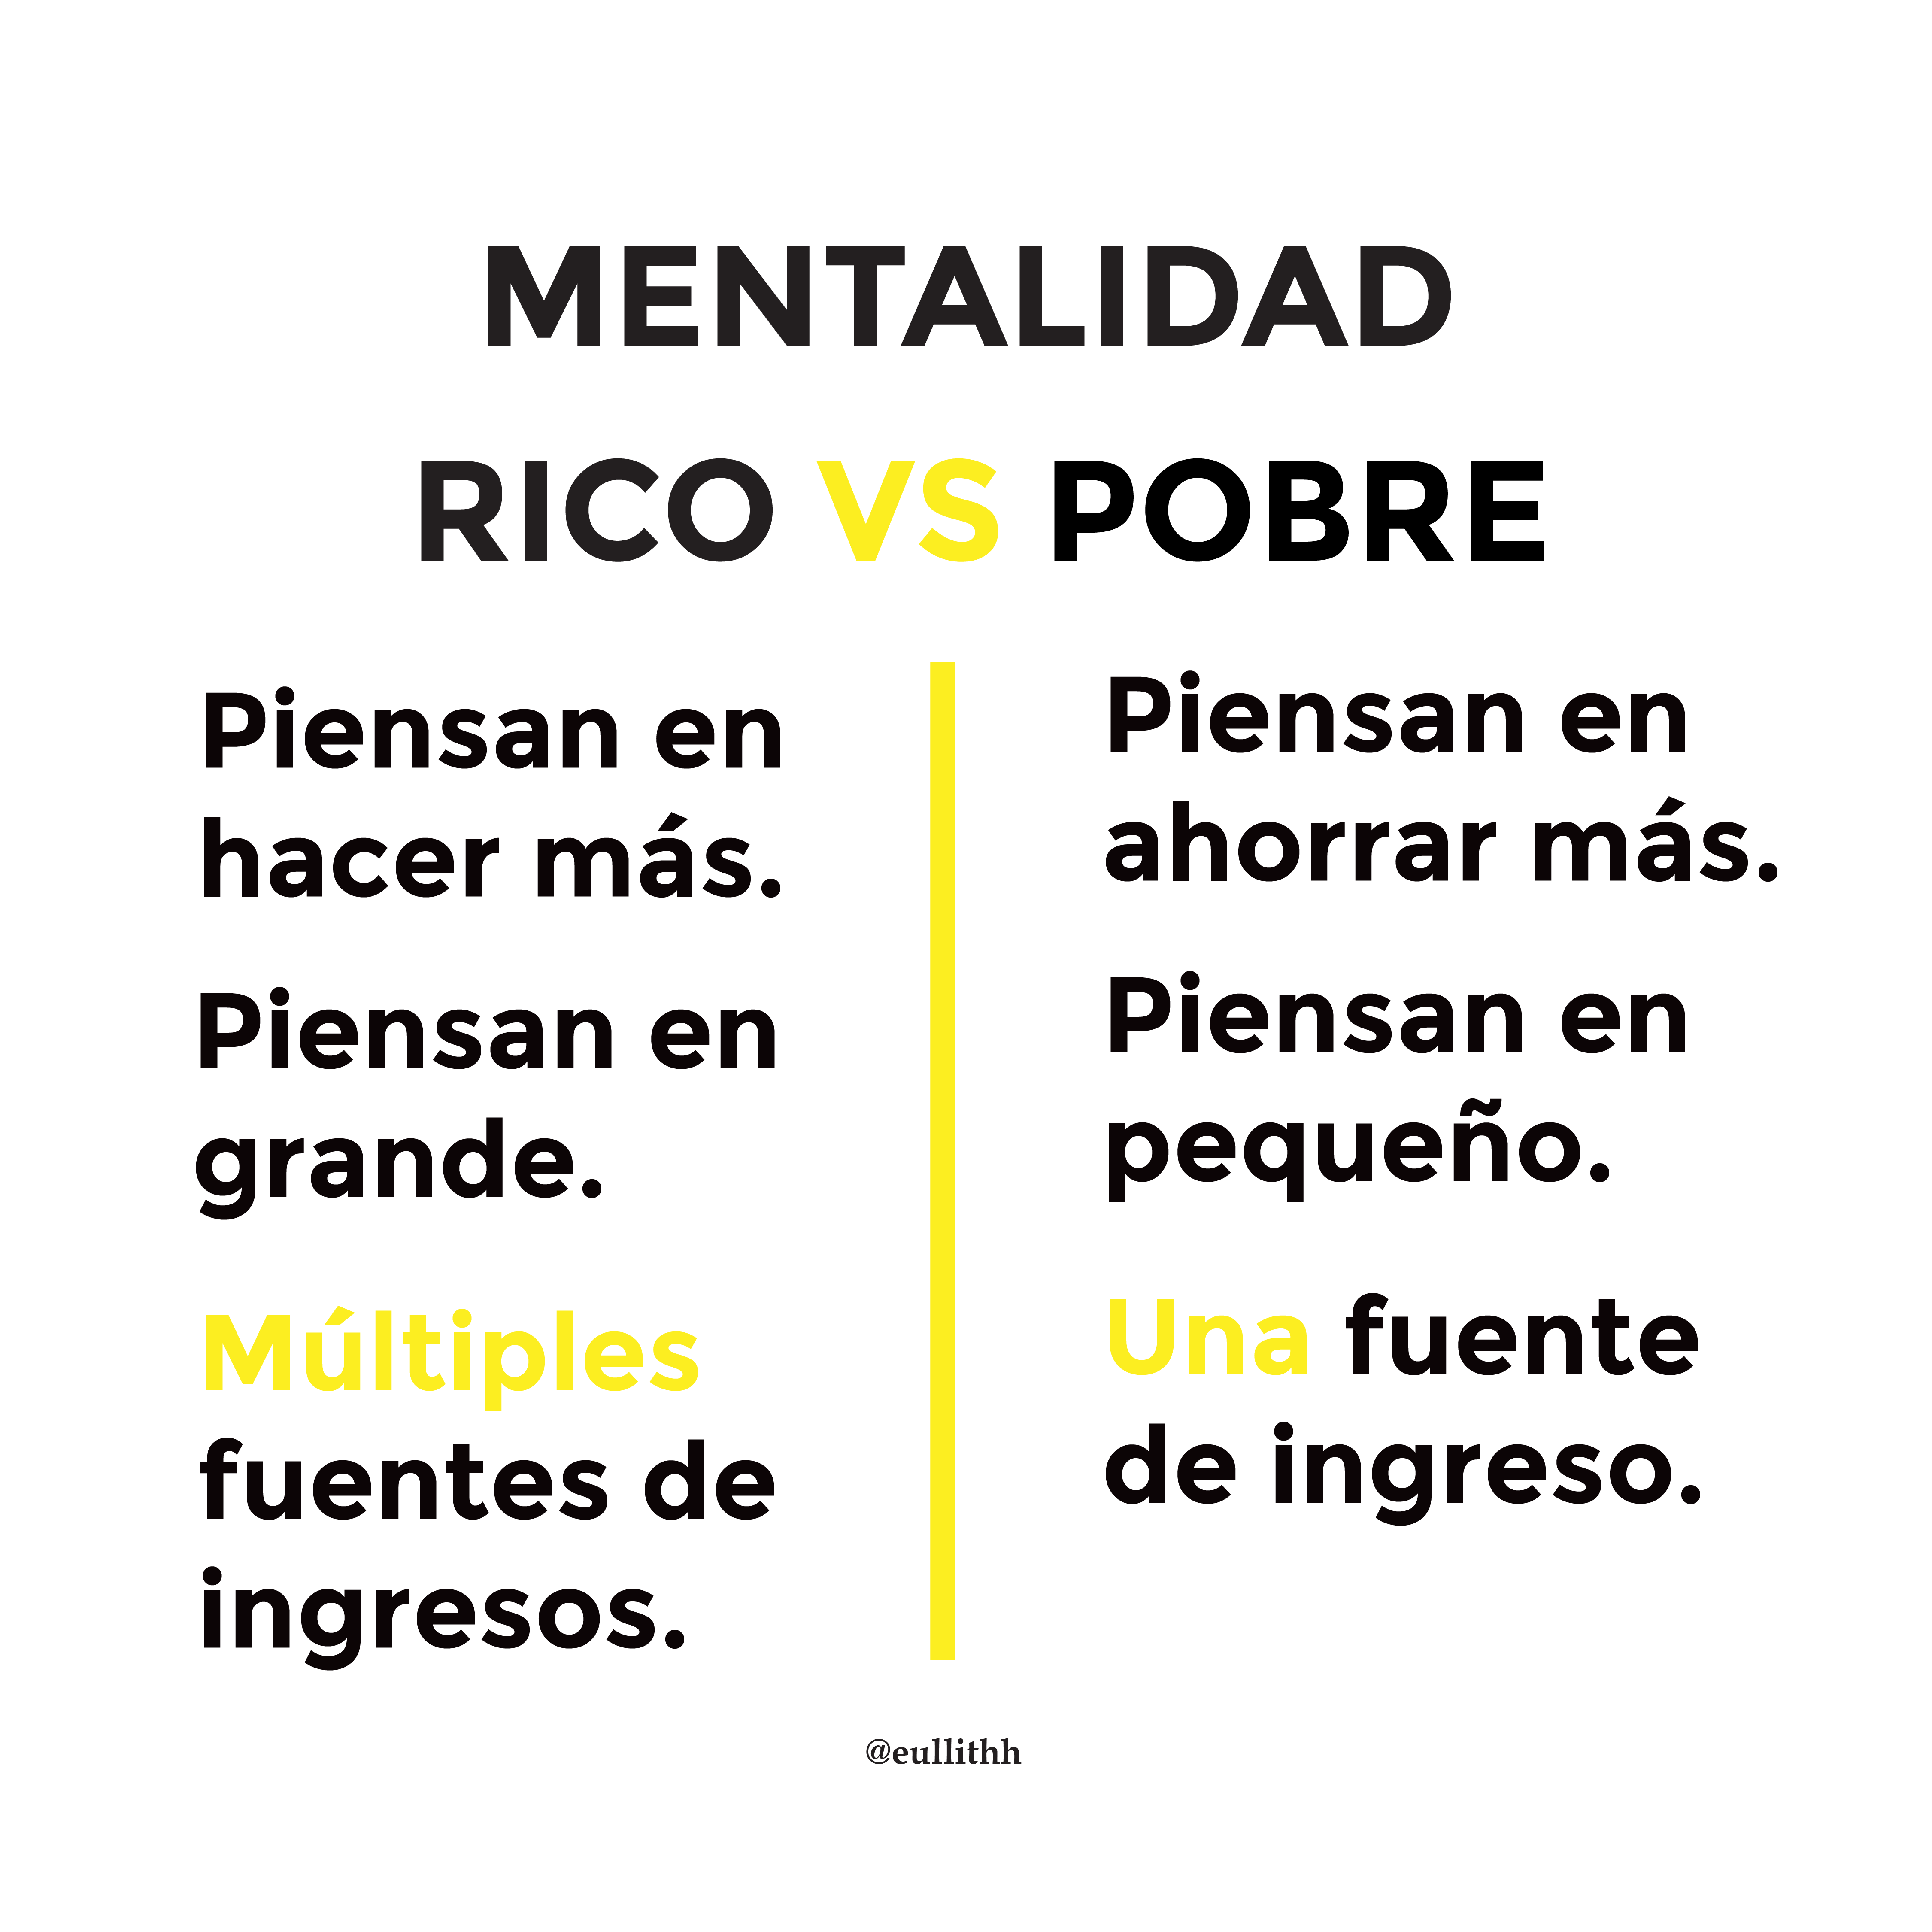 MENTALIDAD
RICO VS POBRE
Piensan en
hacer más.
Piensan en
grande.
Múltiples
fuentes de
ingresos.
Piensan en
ahorrar más.
Piensan en
pequeño.
Una fuente
de ingreso.
@eullithh